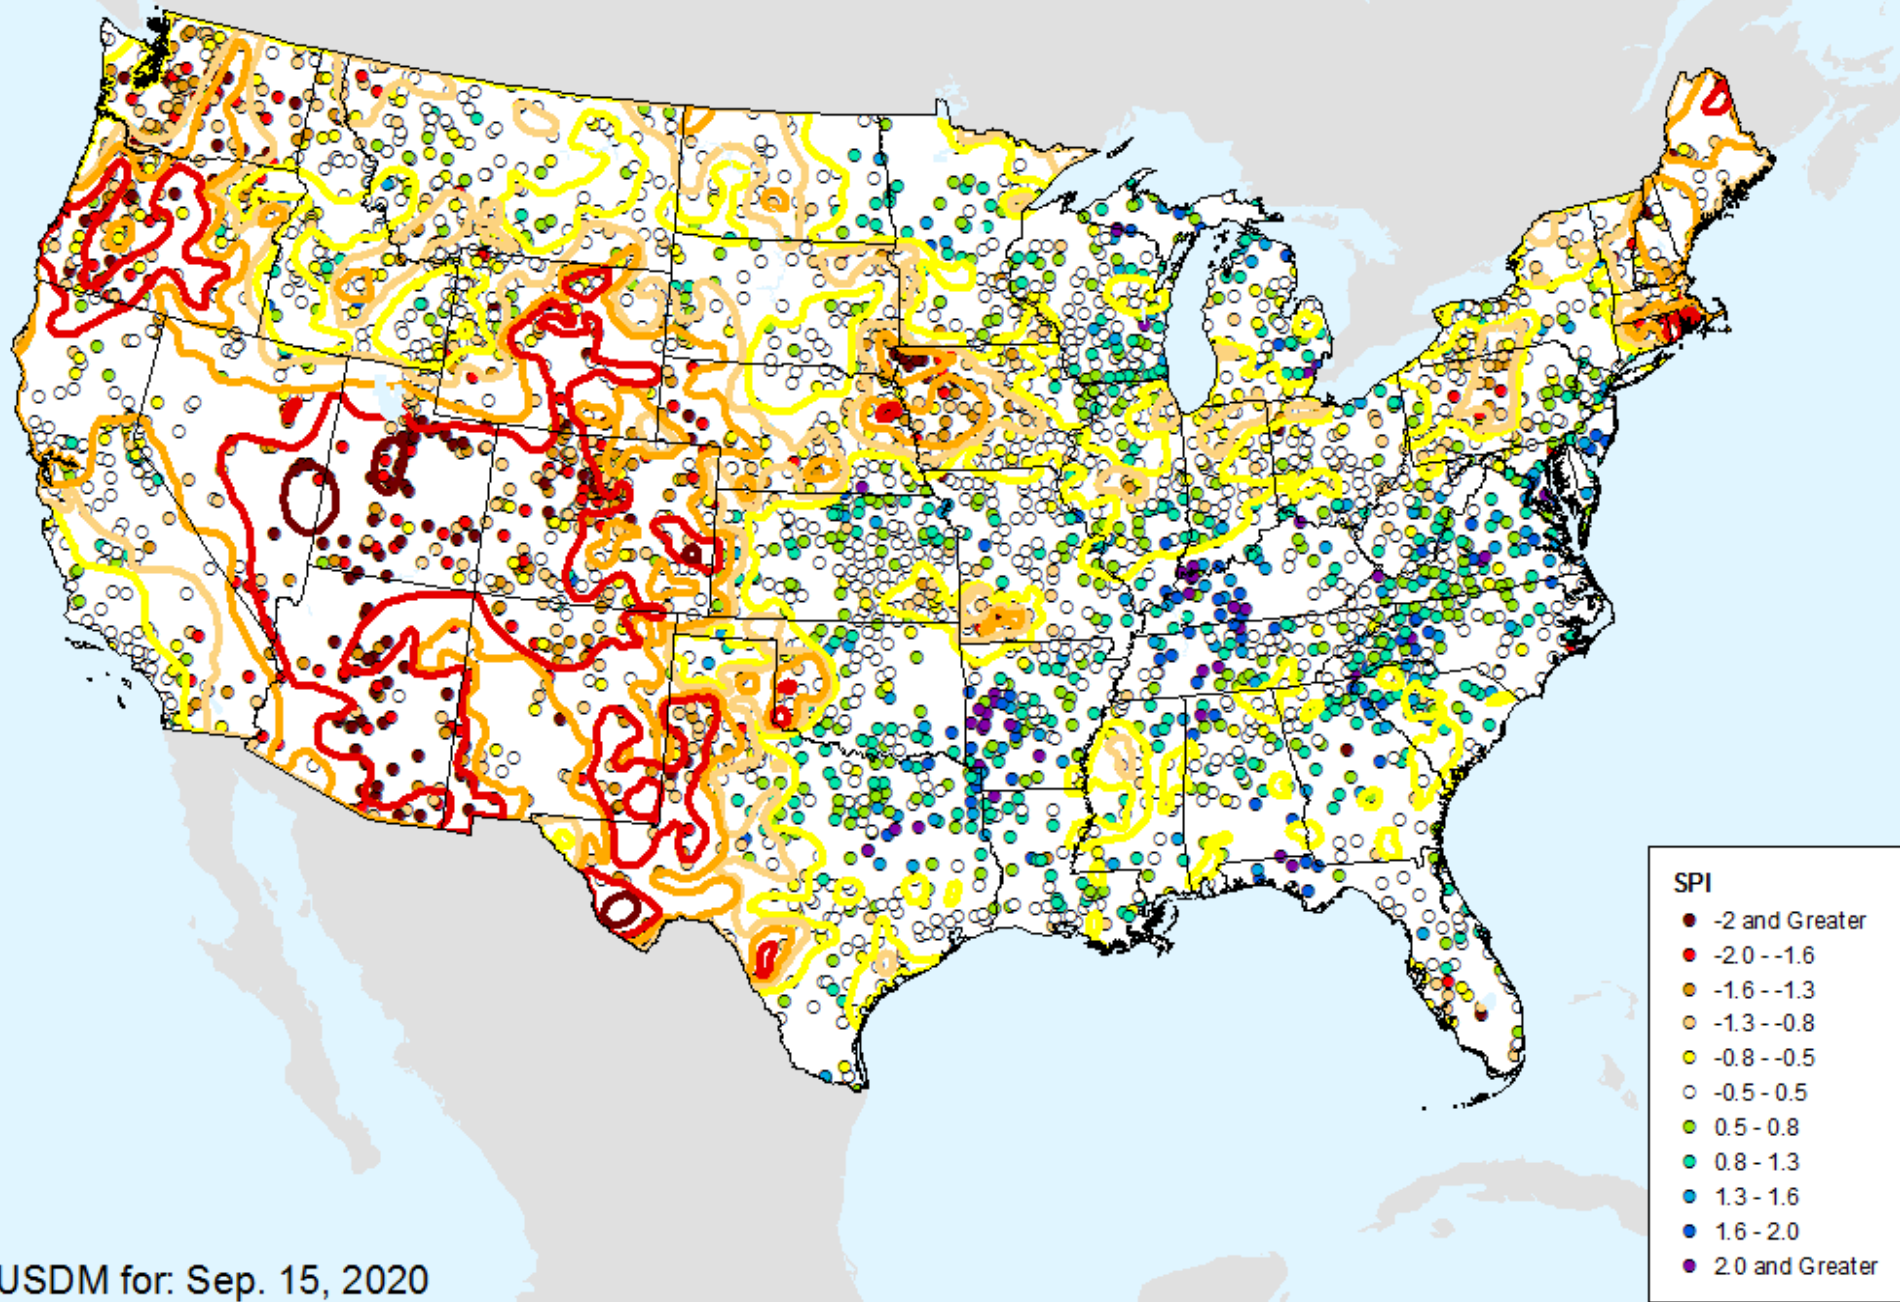 SPI
-2 and Greater
-2.0 - -1.6
-1.6 - -1.3
-1.3 - -0.8
-0.8 - -0.5
-0.5 - 0.5
0.5 - 0.8
0.8 - 1.3
1.3 - 1.6
1.6 - 2.0
2.0 and Greater
USDM for: Sep. 15, 2020